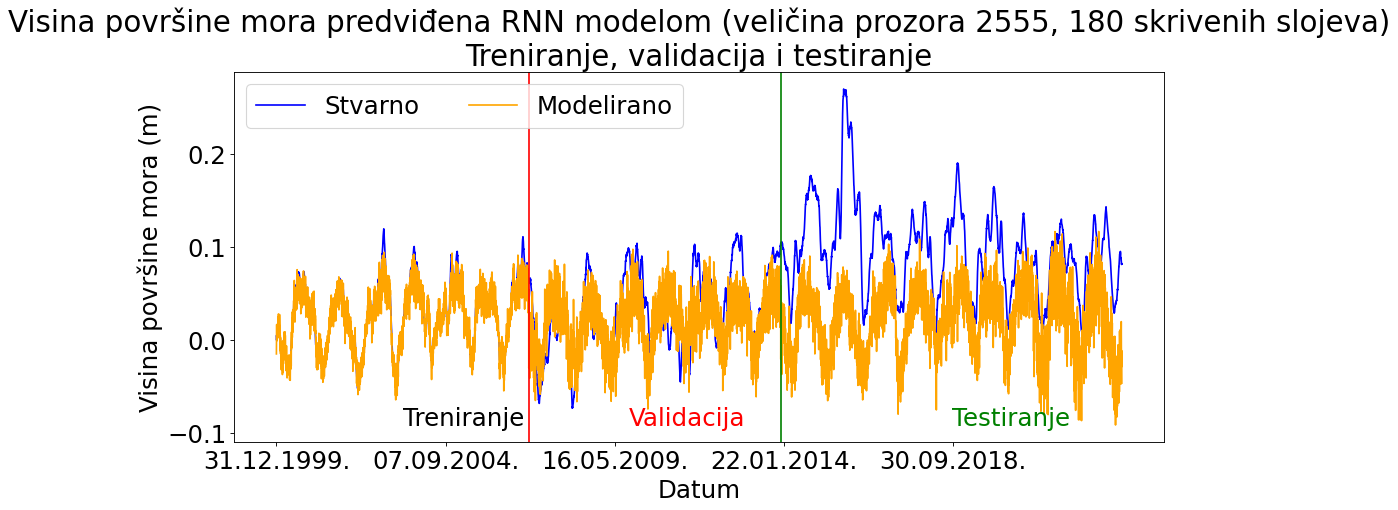 Visina površine mora predviđena RNN modelom (veličina prozora 2555, 180 skrivenih slojeva)
Treniranje, validacija i testiranje
Stvarno
Modelirano
Visina površine mora (m)
0.2
0.1
0.0
−0.1
Treniranje
Validacija
Testiranje
31.12.1999.
07.09.2004.
16.05.2009.
22.01.2014.
30.09.2018.
Datum